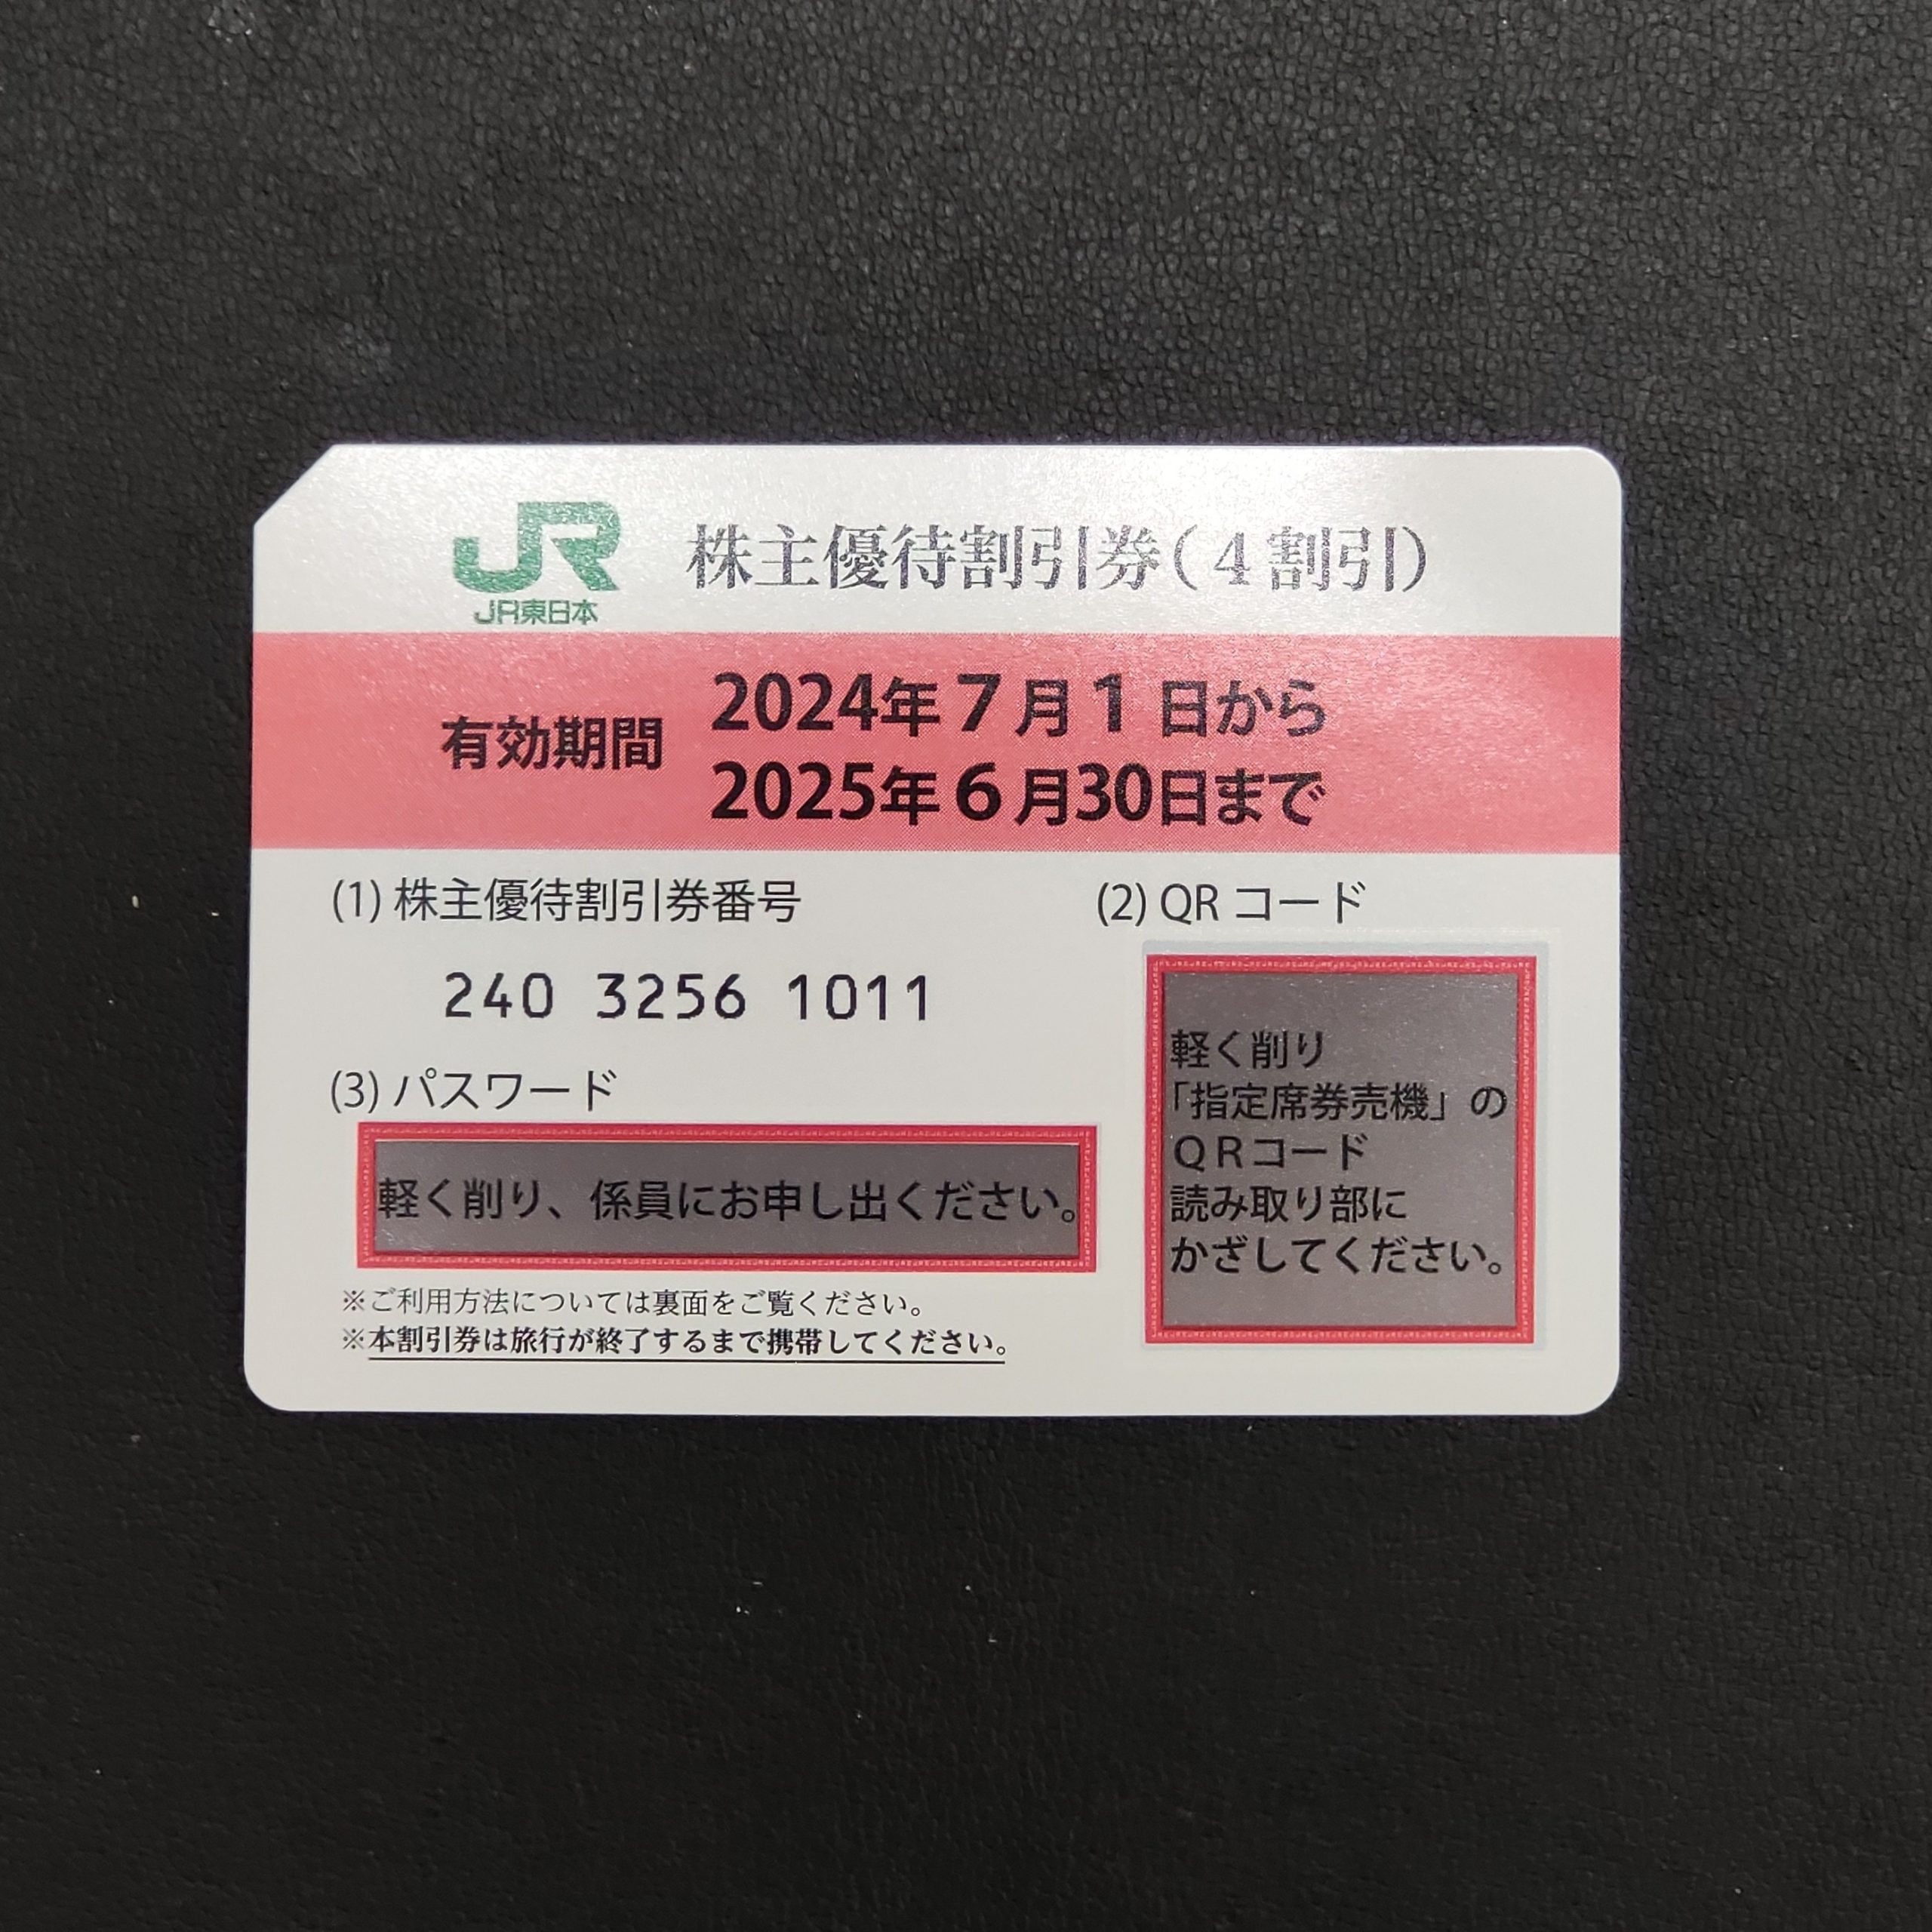 JR
JR東日本
株主優待割引券(4割引)
有効期間
2024年7月1日から
2025年6月30日まで
(1) 株主優待割引券番号
240 3256 1011
(2) QR コード
軽く削り
「指定席券売機」の
QRコード
読み取り部に
かざしてください。
(3) パスワード
軽く削り、係員にお申し出ください。
※ご利用方法については裏面をご覧ください。
※本割引券は旅行が終了するまで携帯してください。